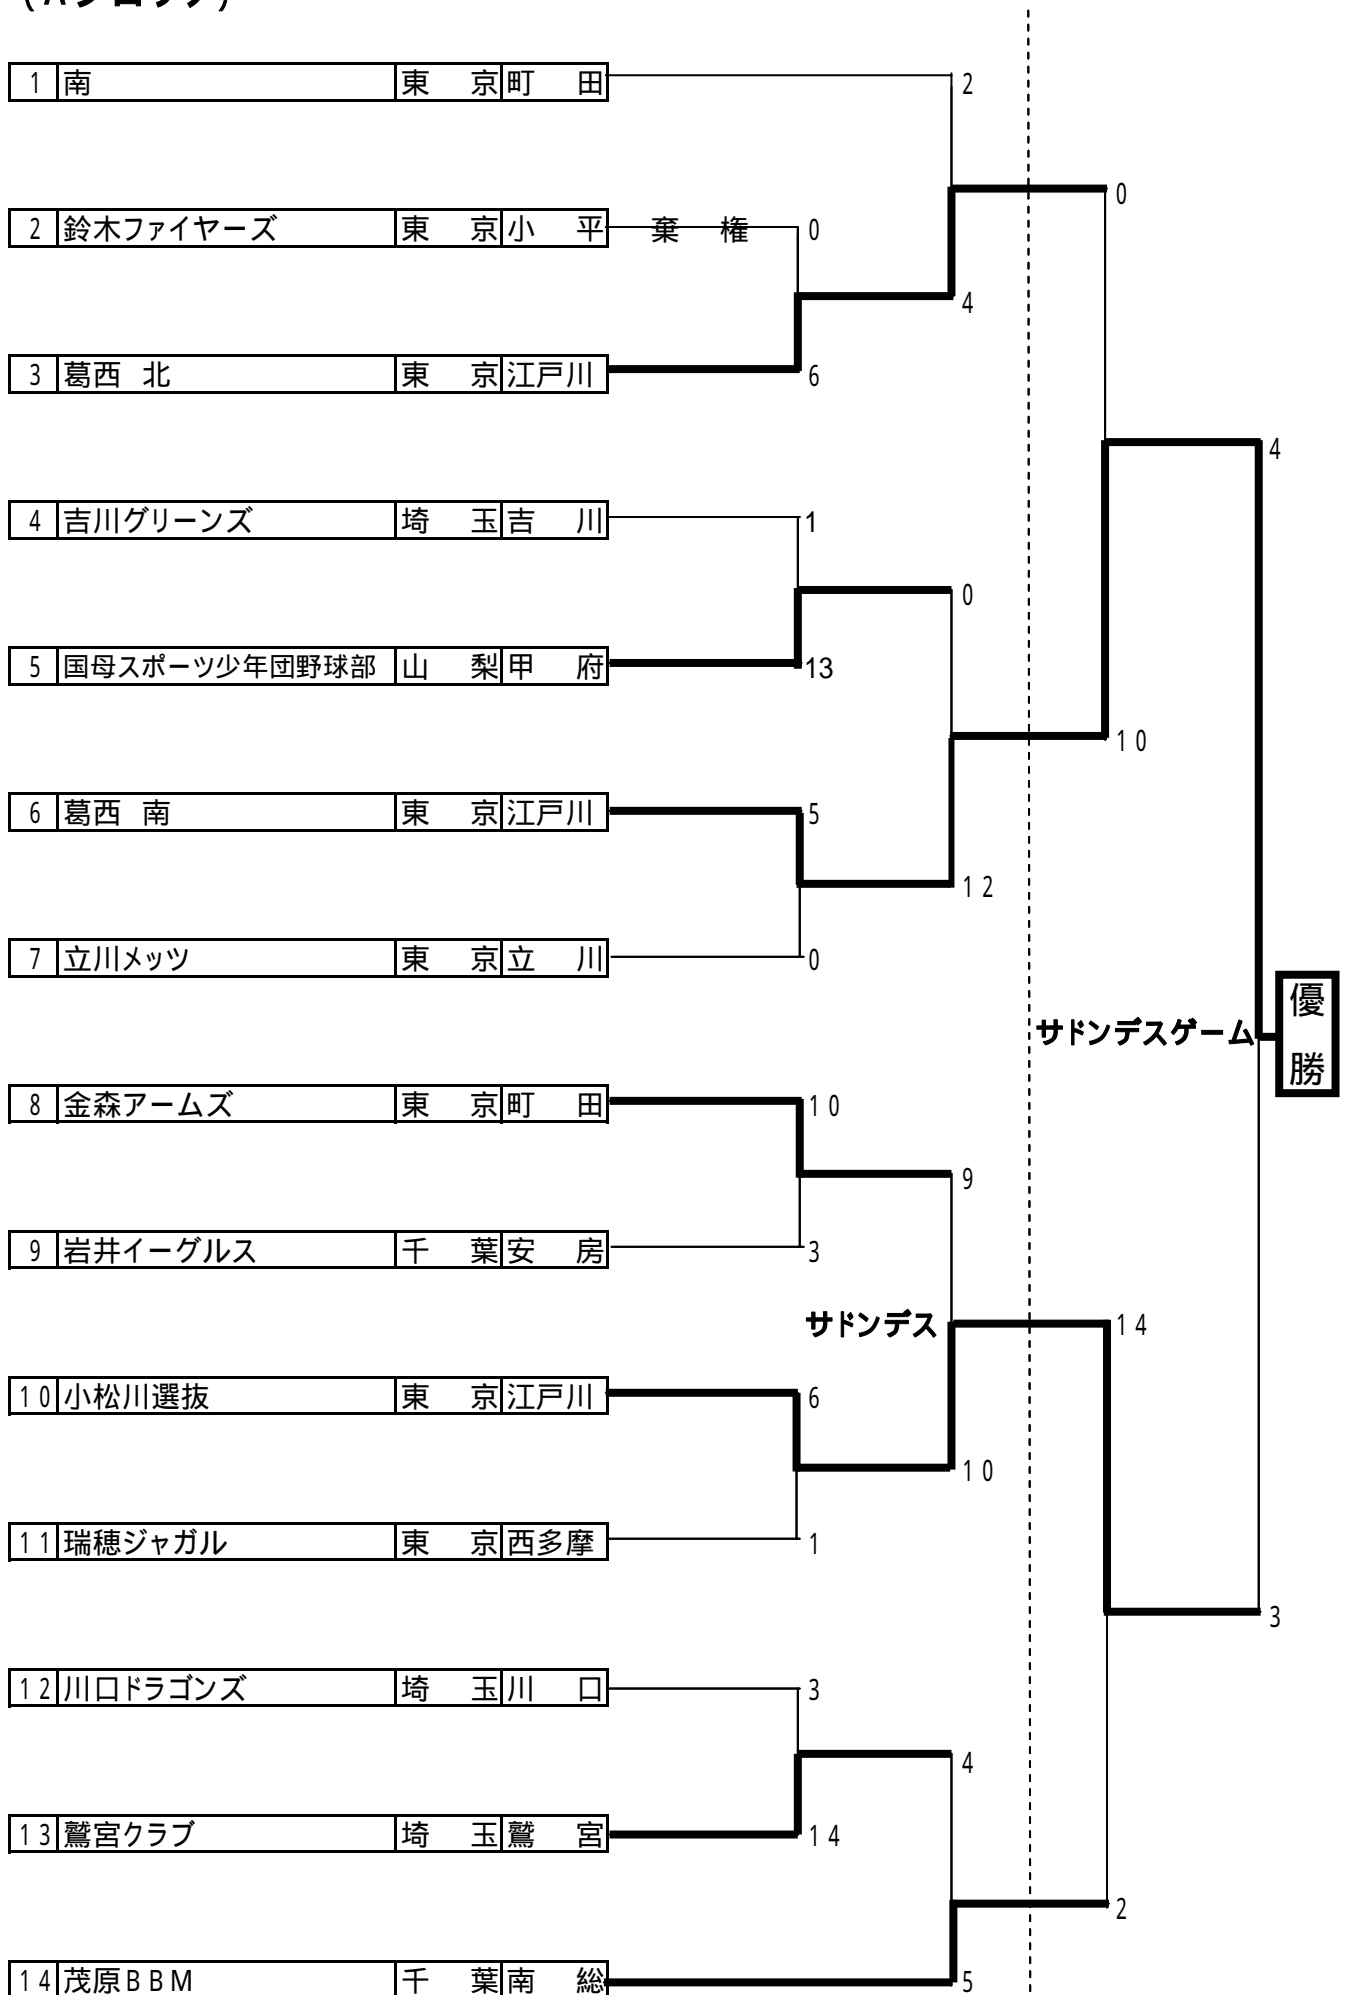 1 南 東 京 町 田
2
0
2 鈴木ファイヤーズ 東 京 小 平 棄 権 0
4
3 葛西 北 東 京 江戸川 6
4
4 吉川グリーンズ 埼 玉 吉 川 1
0
5 国母スポーツ少年団野球部 山 梨 甲 府 13
10
6 葛西 南 東 京 江戸川 5
12
7 立川メッツ 東 京 立 川 0
優
サドンデスゲーム
勝
8 金森アームズ 東 京 町 田 10
9
9 岩井イーグルス 千 葉 安 房 3
サドンデス 14
10 小松川選抜 東 京 江戸川 6
10
11 瑞穂ジャガル 東 京 西多摩 1
3
12 川口ドラゴンズ 埼 玉 川 口 3
4
13 鷲宮クラブ 埼 玉 鷲 宮 14
2
14 茂原BBM 千 葉 南 総 5